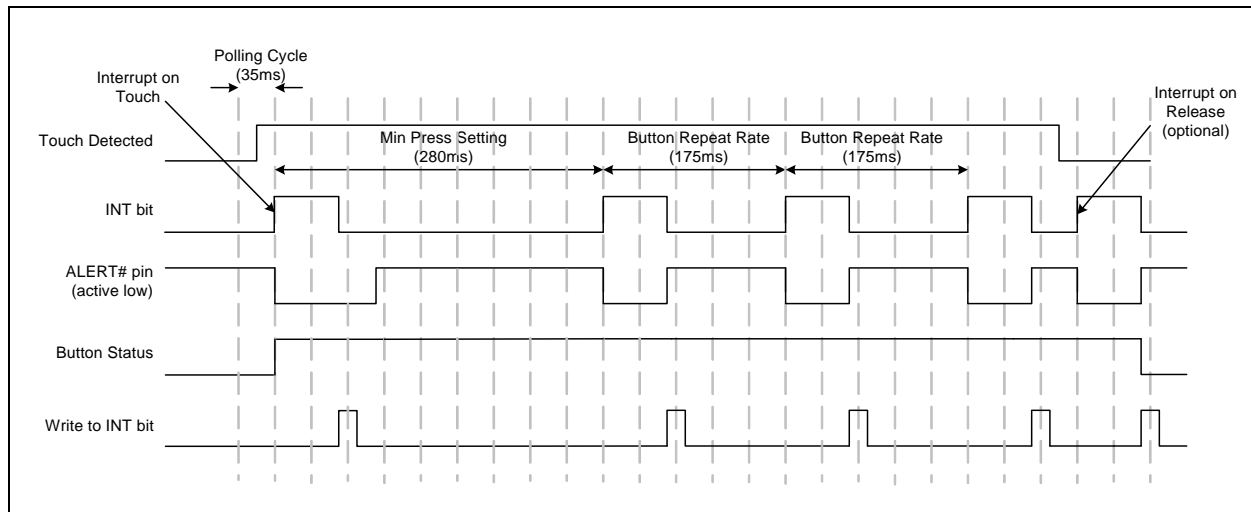 Polling Cycle
(35ms)
Interrupt on
Touch
Interrupt on
Release
(optional)
Touch Detected
Min Press Setting
(280ms)
Button Repeat Rate
(175ms)
Button Repeat Rate
(175ms)
INT bit
ALERT# pin
(active low)
Button Status
Write to INT bit